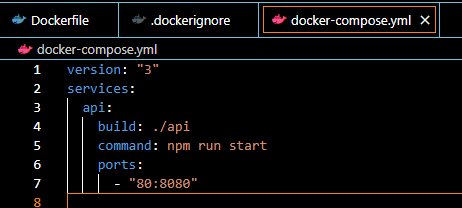 Dockerfile .dockerignore docker-compose.yml ×
docker-compose.yml
1 version: "3"
2 services:
3   api:
4     build: ./api
5     command: npm run start
6     ports:
7       - "80:8080"
8